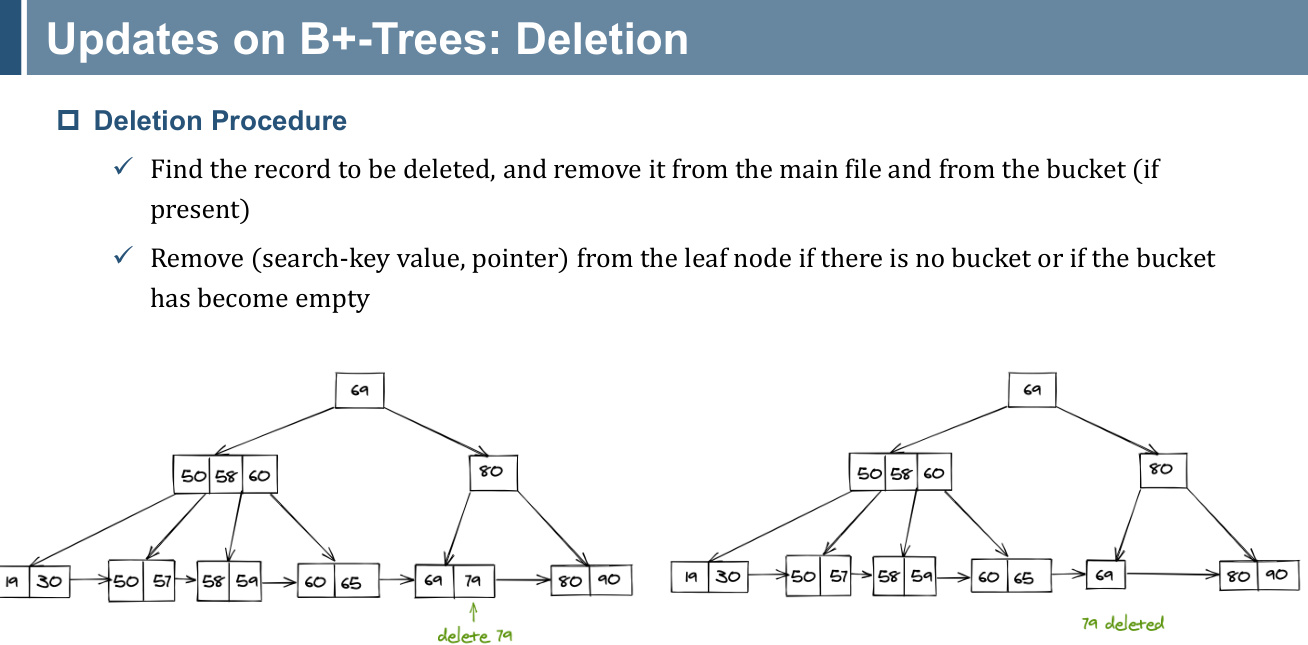 Updates on B+-Trees: Deletion
Deletion Procedure
Find the record to be deleted, and remove it from the main file and from the bucket (if
present)
Remove (search-key value, pointer) from the leaf node if there is no bucket or if the bucket
has become empty
69
50 58 60
80
19 30
50 57
58 59
60 65
69 79
80 90
delete 79
69
50 58 60
80
19 30
50 57
58 59
60 65
69
80 90
79 deleted